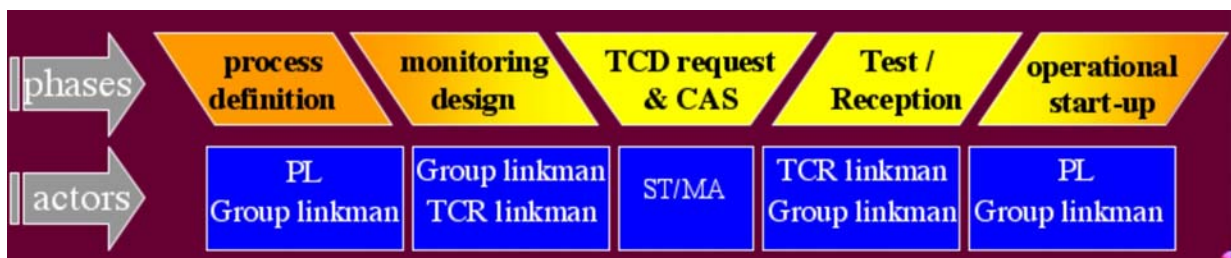 phases
process
definition
monitoring
design
TCD request
& CAS
Test /
Reception
operational
start-up
actors
PL
Group linkman
Group linkman
TCR linkman
ST/MA
TCR linkman
Group linkman
PL
Group linkman